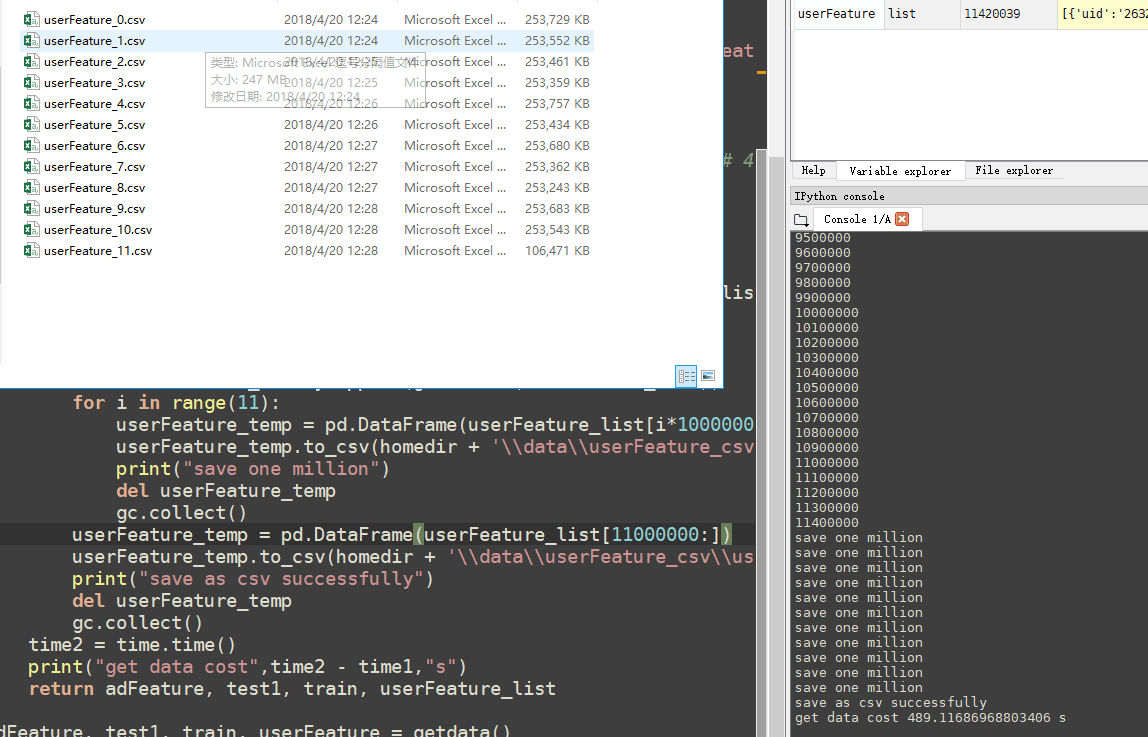 userFeature_0.csv 2018/4/20 12:24 Microsoft Excel ... 253,729 KB
userFeature_1.csv 2018/4/20 12:24 Microsoft Excel ... 253,552 KB
userFeature_2.csv 2018/4/20 12:25 Microsoft Excel ... 253,461 KB
userFeature_3.csv 2018/4/20 12:25 Microsoft Excel ... 253,359 KB
userFeature_4.csv 2018/4/20 12:26 Microsoft Excel ... 253,757 KB
userFeature_5.csv 2018/4/20 12:26 Microsoft Excel ... 253,434 KB
userFeature_6.csv 2018/4/20 12:27 Microsoft Excel ... 253,680 KB
userFeature_7.csv 2018/4/20 12:27 Microsoft Excel ... 253,362 KB
userFeature_8.csv 2018/4/20 12:27 Microsoft Excel ... 253,243 KB
userFeature_9.csv 2018/4/20 12:28 Microsoft Excel ... 253,683 KB
userFeature_10.csv 2018/4/20 12:28 Microsoft Excel ... 253,543 KB
userFeature_11.csv 2018/4/20 12:28 Microsoft Excel ... 106,471 KB
类型: Microsoft Excel 逗号分隔值文件
大小: 247 MB
修改日期: 2018/4/20 12:24
eat
# 4
lis
for i in range(11):
userFeature_temp = pd.DataFrame(userFeature_list[i*1000000
userFeature_temp.to_csv(homedir + '\\data\\userFeature_csv
print("save one million")
del userFeature_temp
gc.collect()
userFeature_temp = pd.DataFrame(userFeature_list[11000000:])
userFeature_temp.to_csv(homedir + '\\data\\userFeature_csv\\us
print("save as csv successfully")
del userFeature_temp
gc.collect()
time2 = time.time()
print("get data cost",time2 - time1,"s")
return adFeature, test1, train, userFeature_list
dFeature, test1, train, userFeature = getdata()
userFeature list 11420039 [{'uid':'2632
Help Variable explorer File explorer
IPython console
Console 1/A
9500000
9600000
9700000
9800000
9900000
10000000
10100000
10200000
10300000
10400000
10500000
10600000
10700000
10800000
10900000
11000000
11100000
11200000
11300000
11400000
save one million
save one million
save one million
save one million
save one million
save one million
save one million
save one million
save one million
save one million
save one million
save as csv successfully
get data cost 489.11686968803406 s